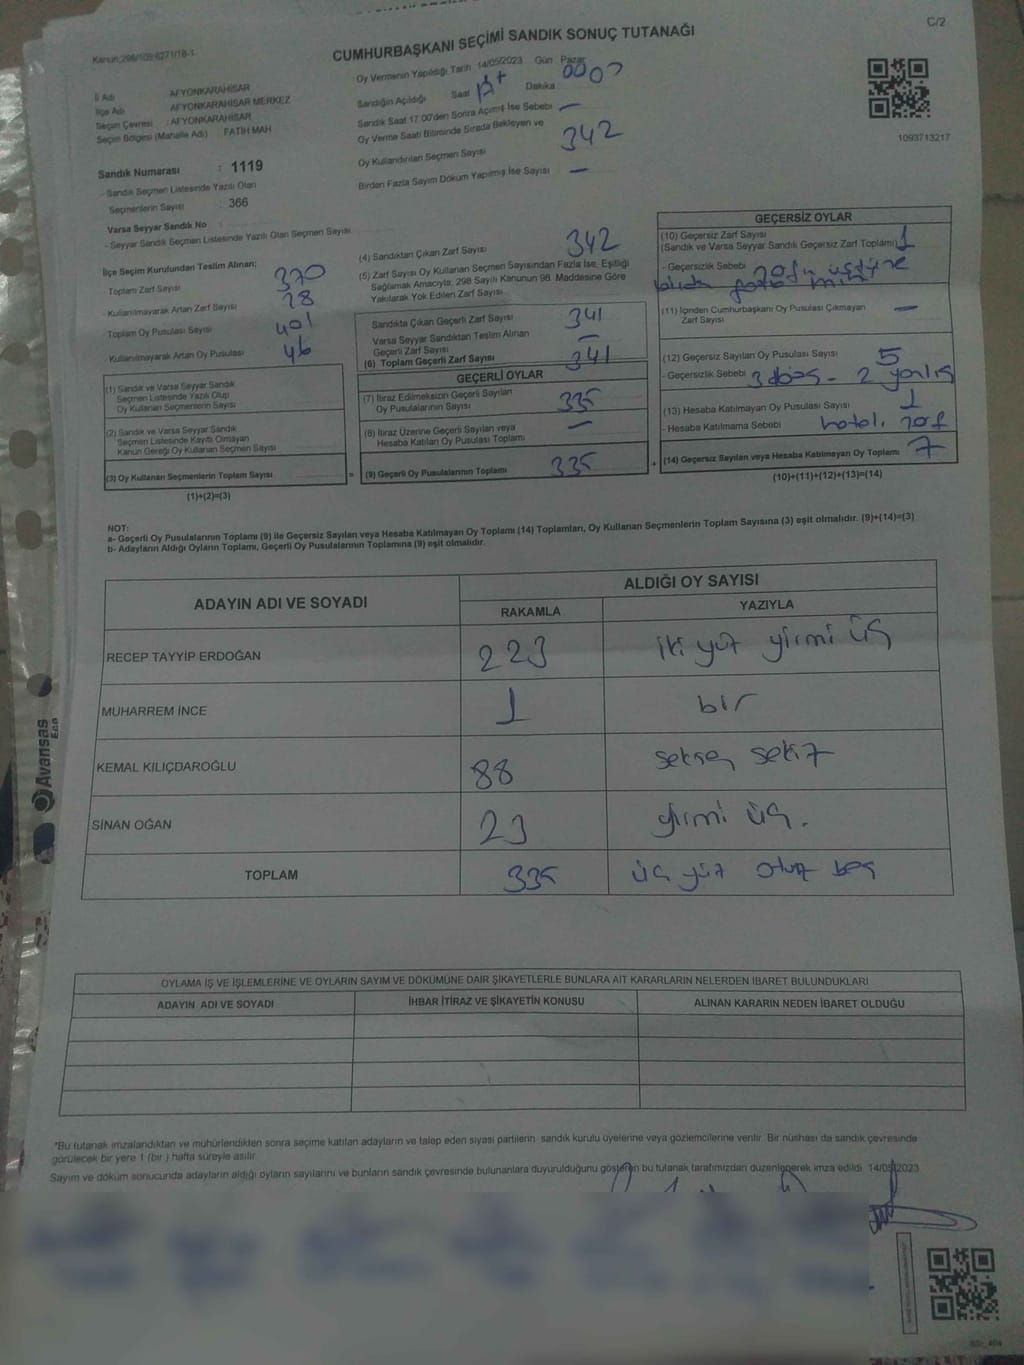 C/2
Kanun:298/105-6271/18-1
CUMHURBAŞKANI SEÇİMİ SANDIK SONUÇ TUTANAĞI
İl Adı AFYONKARAHİSAR
İlçe Adı AFYONKARAHİSAR MERKEZ
Seçim Çevresi : AFYONKARAHİSAR
Seçim Bölgesi (Mahalle Adı) : FATİH MAH
Sandık Numarası : 1119
- Sandık Seçmen Listesinde Yazılı Olan
Seçmenlerin Sayısı : 366
Varsa Seyyar Sandık No :
- Seyyar Sandık Seçmen Listesinde Yazılı Olan Seçmen Sayısı
Oy Vermenin Yapıldığı Tarih 14/05/2023 Gün Pazar
Sandığın Açıldığı Saat 17 Dakika
Sandık Saat 17:00'den Sonra Açılmış İse Sebebi —
Oy Verme Saati Bitiminde Sırada Bekleyen ve
Oy Kullandırılan Seçmen Sayısı 342
Birden Fazla Sayım Döküm Yapılmış İse Sayısı —
1093713217
İlçe Seçim Kurulundan Teslim Alınan;
- Toplam Zarf Sayısı 370
- Kullanılmayarak Artan Zarf Sayısı 28
- Toplam Oy Pusulası Sayısı 401
- Kullanılmayarak Artan Oy Pusulası 46
(1) Sandık ve Varsa Seyyar Sandık
Seçmen Listesinde Yazılı Olup
Oy Kullanan Seçmenlerin Sayısı
(2) Sandık ve Varsa Seyyar Sandık
Seçmen Listesinde Kayıtlı Olmayan
Kanun Gereği Oy Kullanan Seçmen Sayısı
(3) Oy Kullanan Seçmenlerin Toplam Sayısı
(1)+(2)=(3)
(4) Sandıktan Çıkan Zarf Sayısı 342
(5) Zarf Sayısı Oy Kullanan Seçmen Sayısından Fazla İse, Eşitliği
Sağlamak Amacıyla, 298 Sayılı Kanunun 98. Maddesine Göre
Yakılarak Yok Edilen Zarf Sayısı
Sandıkta Çıkan Geçerli Zarf Sayısı 341
Varsa Seyyar Sandıktan Teslim Alınan
Geçerli Zarf Sayısı —
(6) Toplam Geçerli Zarf Sayısı 341
GEÇERLİ OYLAR
(7) İtiraz Edilmeksizin Geçerli Sayılan
Oy Pusulalarının Sayısı 335
(8) İtiraz Üzerine Geçerli Sayılan veya
Hesaba Katılan Oy Pusulası Toplamı —
= (9) Geçerli Oy Pusulalarının Toplamı 335
GEÇERSİZ OYLAR
(10) Geçersiz Zarf Sayısı
(Sandık ve Varsa Seyyar Sandık Geçersiz Zarf Toplamı) 1
- Geçersizlik Sebebi zarfın üstüne
(11) İçinden Cumhurbaşkanı Oy Pusulası Çıkmayan
Zarf Sayısı —
(12) Geçersiz Sayılan Oy Pusulası Sayısı 5
- Geçersizlik Sebebi 3 boş - 2 yanlış
(13) Hesaba Katılmayan Oy Pusulası Sayısı 1
- Hesaba Katılmama Sebebi hatalı zarf
+ (14) Geçersiz Sayılan veya Hesaba Katılmayan Oy Toplamı 7
(10)+(11)+(12)+(13)=(14)
NOT:
a- Geçerli Oy Pusulalarının Toplamı (9) ile Geçersiz Sayılan veya Hesaba Katılmayan Oy Toplamı (14) Toplamları, Oy Kullanan Seçmenlerin Toplam Sayısına (3) eşit olmalıdır. (9)+(14)=(3)
b- Adayların Aldığı Oyların Toplamı, Geçerli Oy Pusulalarının Toplamına (9) eşit olmalıdır.
ADAYIN ADI VE SOYADI
ALDIĞI OY SAYISI
RAKAMLA YAZIYLA
RECEP TAYYİP ERDOĞAN 223 iki yüz yirmi üç
MUHARREM İNCE 1 bir
KEMAL KILIÇDAROĞLU 88 seksen sekiz
SİNAN OĞAN 23 yirmi üç.
TOPLAM 335 üç yüz otuz beş
OYLAMA İŞ VE İŞLEMLERİNE VE OYLARIN SAYIM VE DÖKÜMÜNE DAİR ŞİKAYETLERLE BUNLARA AİT KARARLARIN NELERDEN İBARET BULUNDUKLARI
ADAYIN ADI VE SOYADI İHBAR İTİRAZ VE ŞİKAYETİN KONUSU ALINAN KARARIN NEDEN İBARET OLDUĞU
*Bu tutanak imzalandıktan ve mühürlendikten sonra seçime katılan adayların ve talep eden siyasi partilerin sandık kurulu üyelerine veya gözlemcilerine verilir. Bir nüshası da sandık çevresinde
görülecek bir yere 1 (bir) hafta süreyle asılır.
Sayım ve döküm sonucunda adayların aldığı oyların sayılarını ve bunların sandık çevresinde bulunanlara duyurulduğunu gösteren bu tutanak tarafımızdan düzenlenerek imza edildi. 14/05/2023
Avansas
Eco